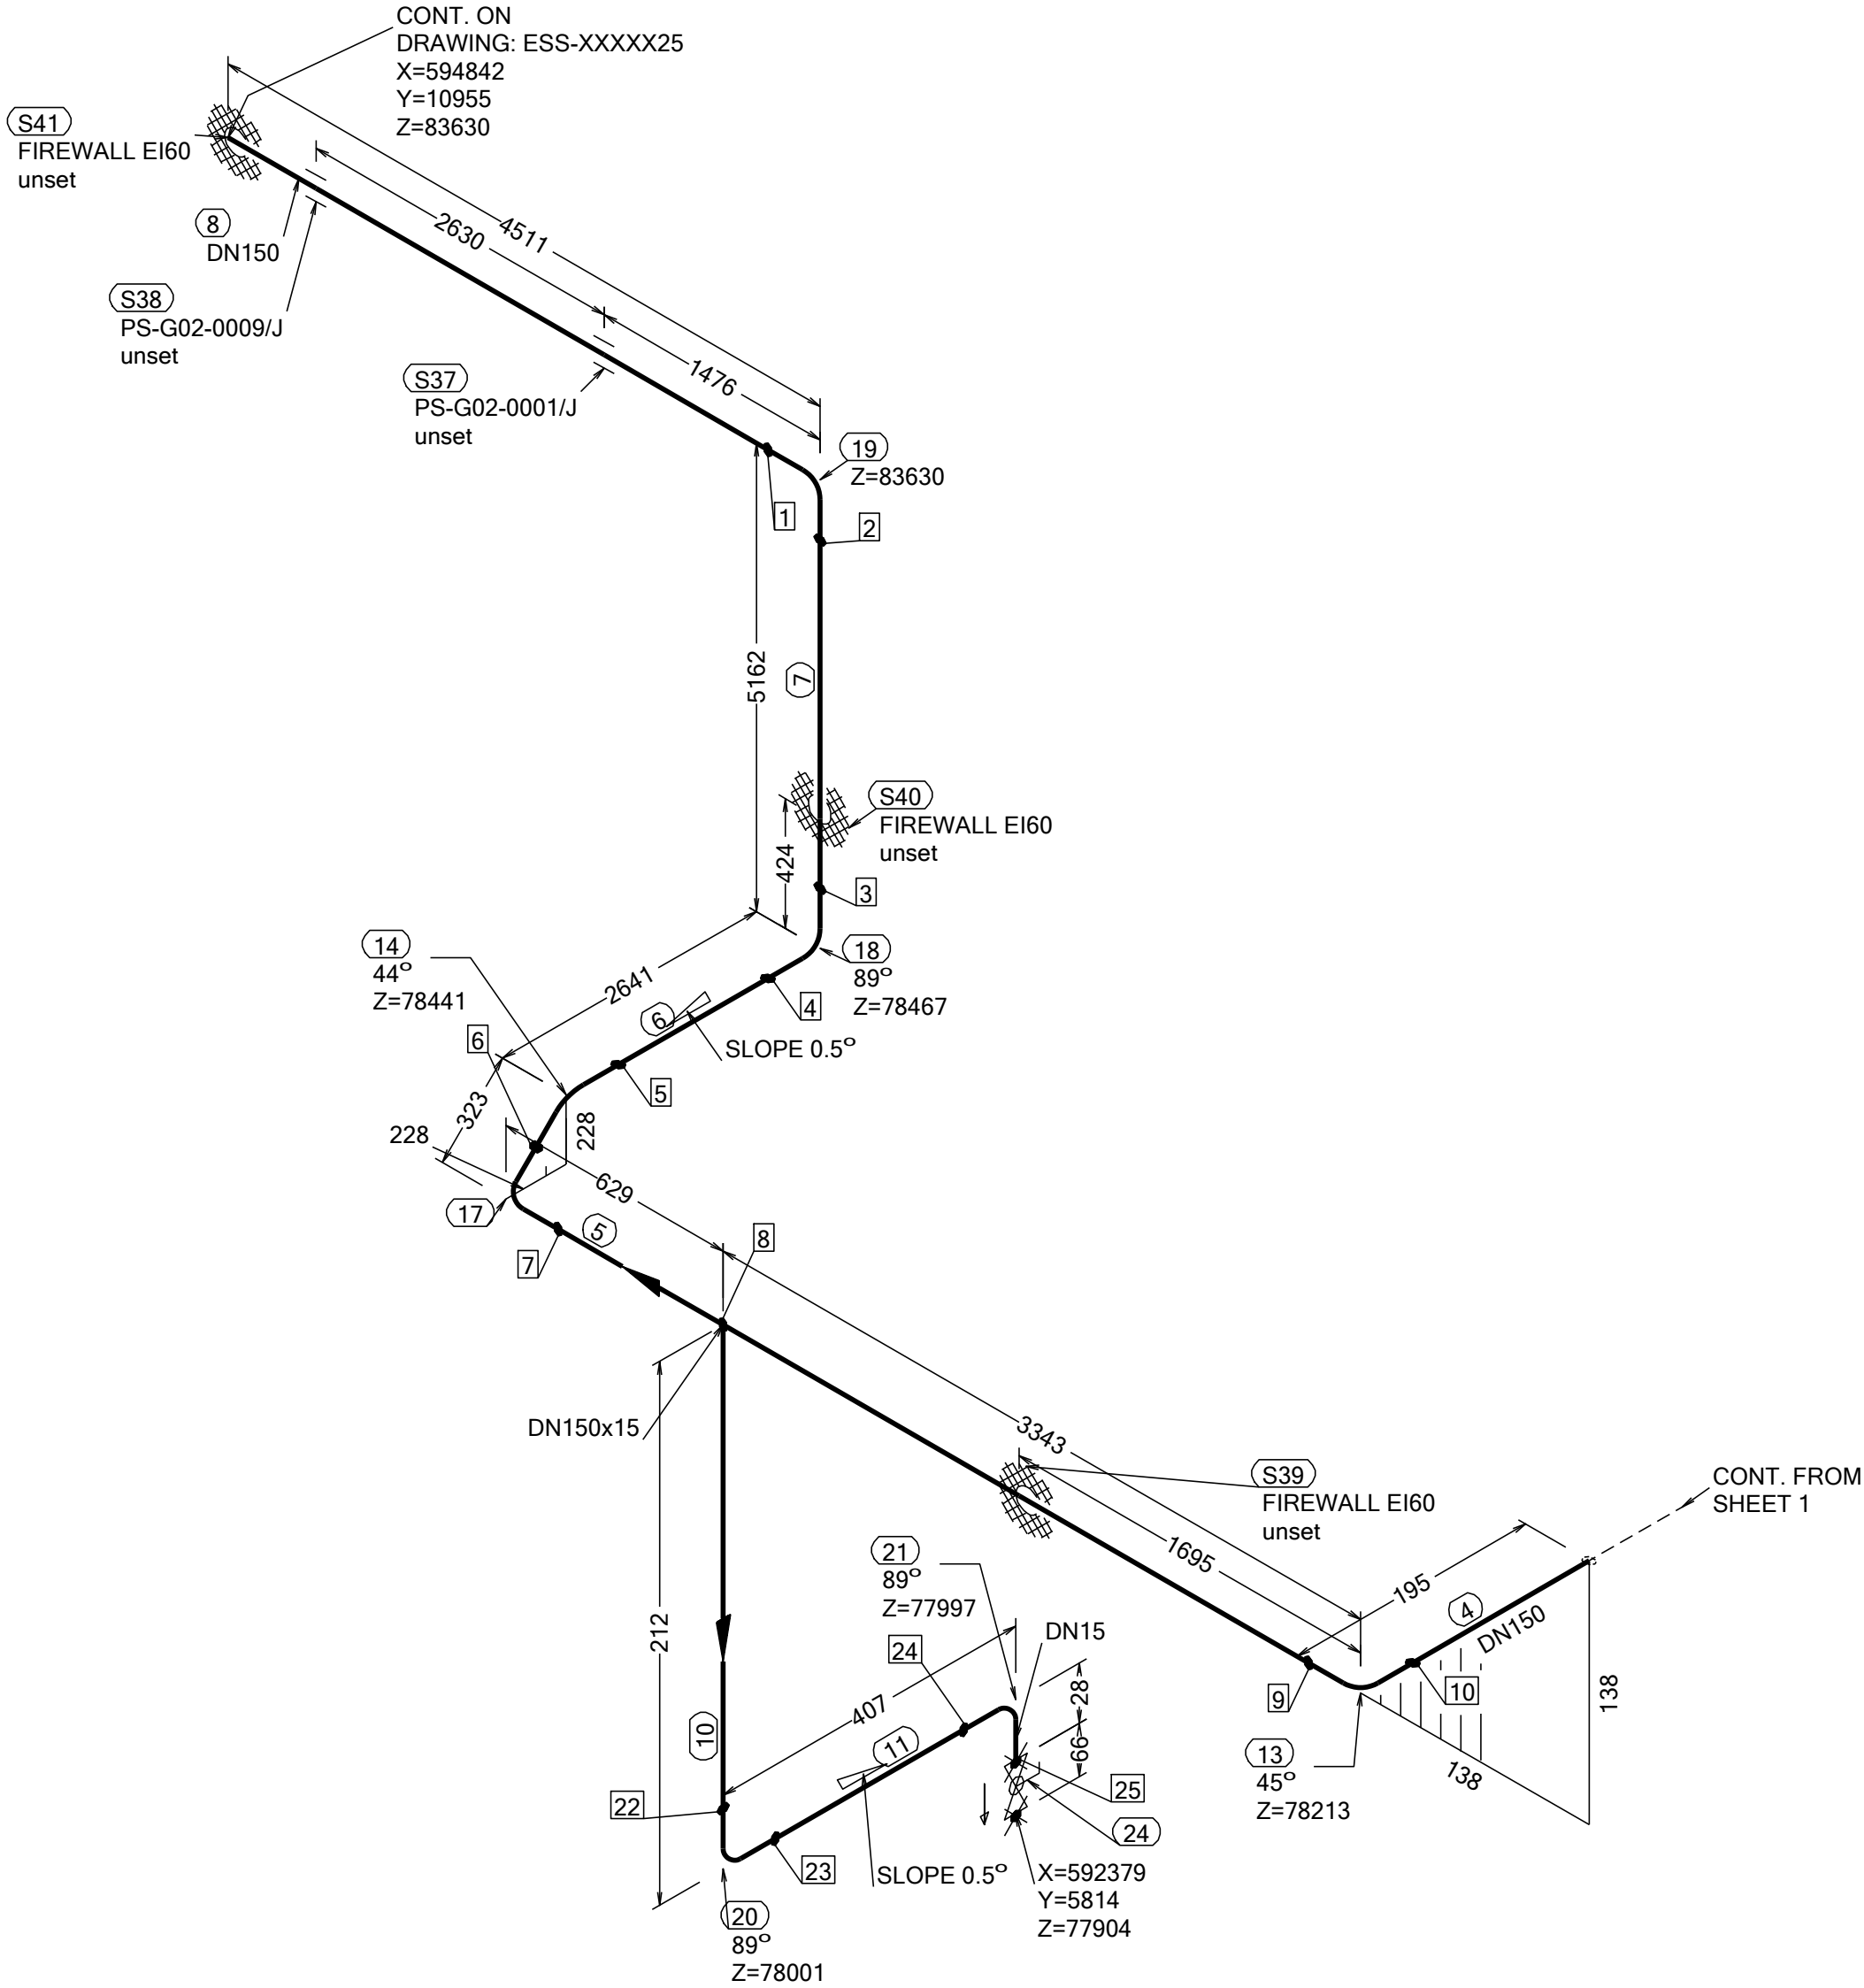 CONT. ON
DRAWING: ESS-XXXXX25
X=594842
Y=10955
Z=83630
S41
FIREWALL EI60
unset
8
DN150
S38
PS-G02-0009/J
unset
2630
4511
S37
PS-G02-0001/J
unset
1476
19
Z=83630
1
2
5162
7
S40
FIREWALL EI60
unset
424
3
14
44°
Z=78441
18
89°
Z=78467
2641
4
6
6
SLOPE 0.5°
5
323
228
228
629
17
5
7
8
DN150x15
3343
S39
FIREWALL EI60
unset
CONT. FROM
SHEET 1
1695
195
4
DN150
21
89°
Z=77997
DN15
212
24
28
407
66
9
10
138
10
11
13
45°
Z=78213
138
22
25
24
23
SLOPE 0.5°
X=592379
Y=5814
Z=77904
20
89°
Z=78001